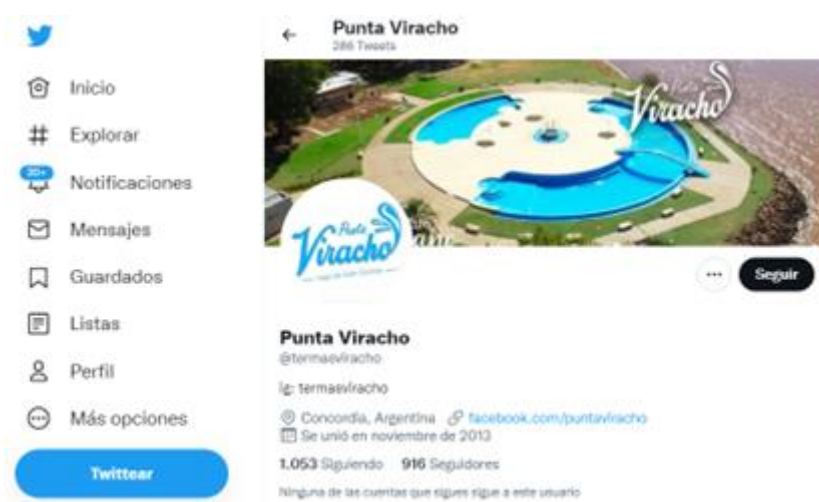 Inicio
Explorar
20+
Notificaciones
Mensajes
Guardados
Listas
Perfil
Más opciones
Twittear
Punta Viracho
286 Tweets
Punta
Viracho
Punta
Viracho
Seguir
Punta Viracho
@termasviracho
ig: termasviracho
Concordia, Argentina facebook.com/puntaviracho
Se unió en noviembre de 2013
1.053 Siguiendo 916 Seguidores
Ninguna de las cuentas que sigues sigue a este usuario